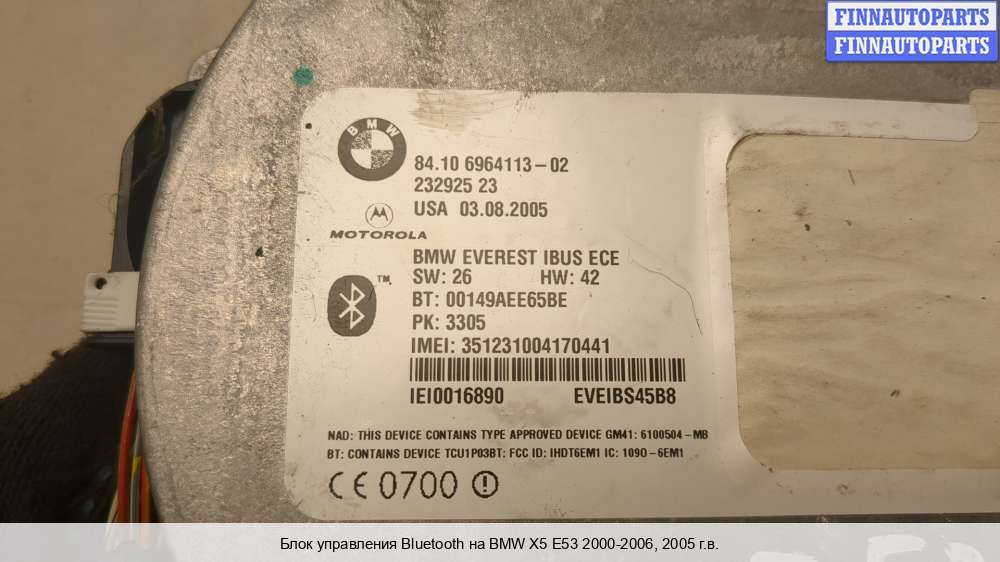 FINNAUTOPARTS
FINNAUTOPARTS
BMW
84.10 6964113-02
232925 23
USA 03.08.2005
MOTOROLA
BMW EVEREST IBUS ECE
SW: 26 HW: 42
TM
BT: 00149AEE65BE
PK: 3305
IMEI: 351231004170441
IEI0016890 EVEIBS45B8
NAD: THIS DEVICE CONTAINS TYPE APPROVED DEVICE GM41: 6100504-MB
BT: CONTAINS DEVICE TCU1P03BT: FCC ID: IHDT6EM1 IC: 1090-6EM1
CE 0700
Блок управления Bluetooth на BMW X5 E53 2000-2006, 2005 г.в.